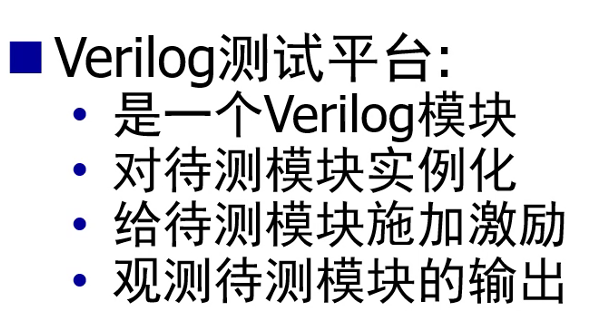 ■ Verilog测试平台:
• 是一个Verilog模块
• 对待测模块实例化
• 给待测模块施加激励
• 观测待测模块的输出